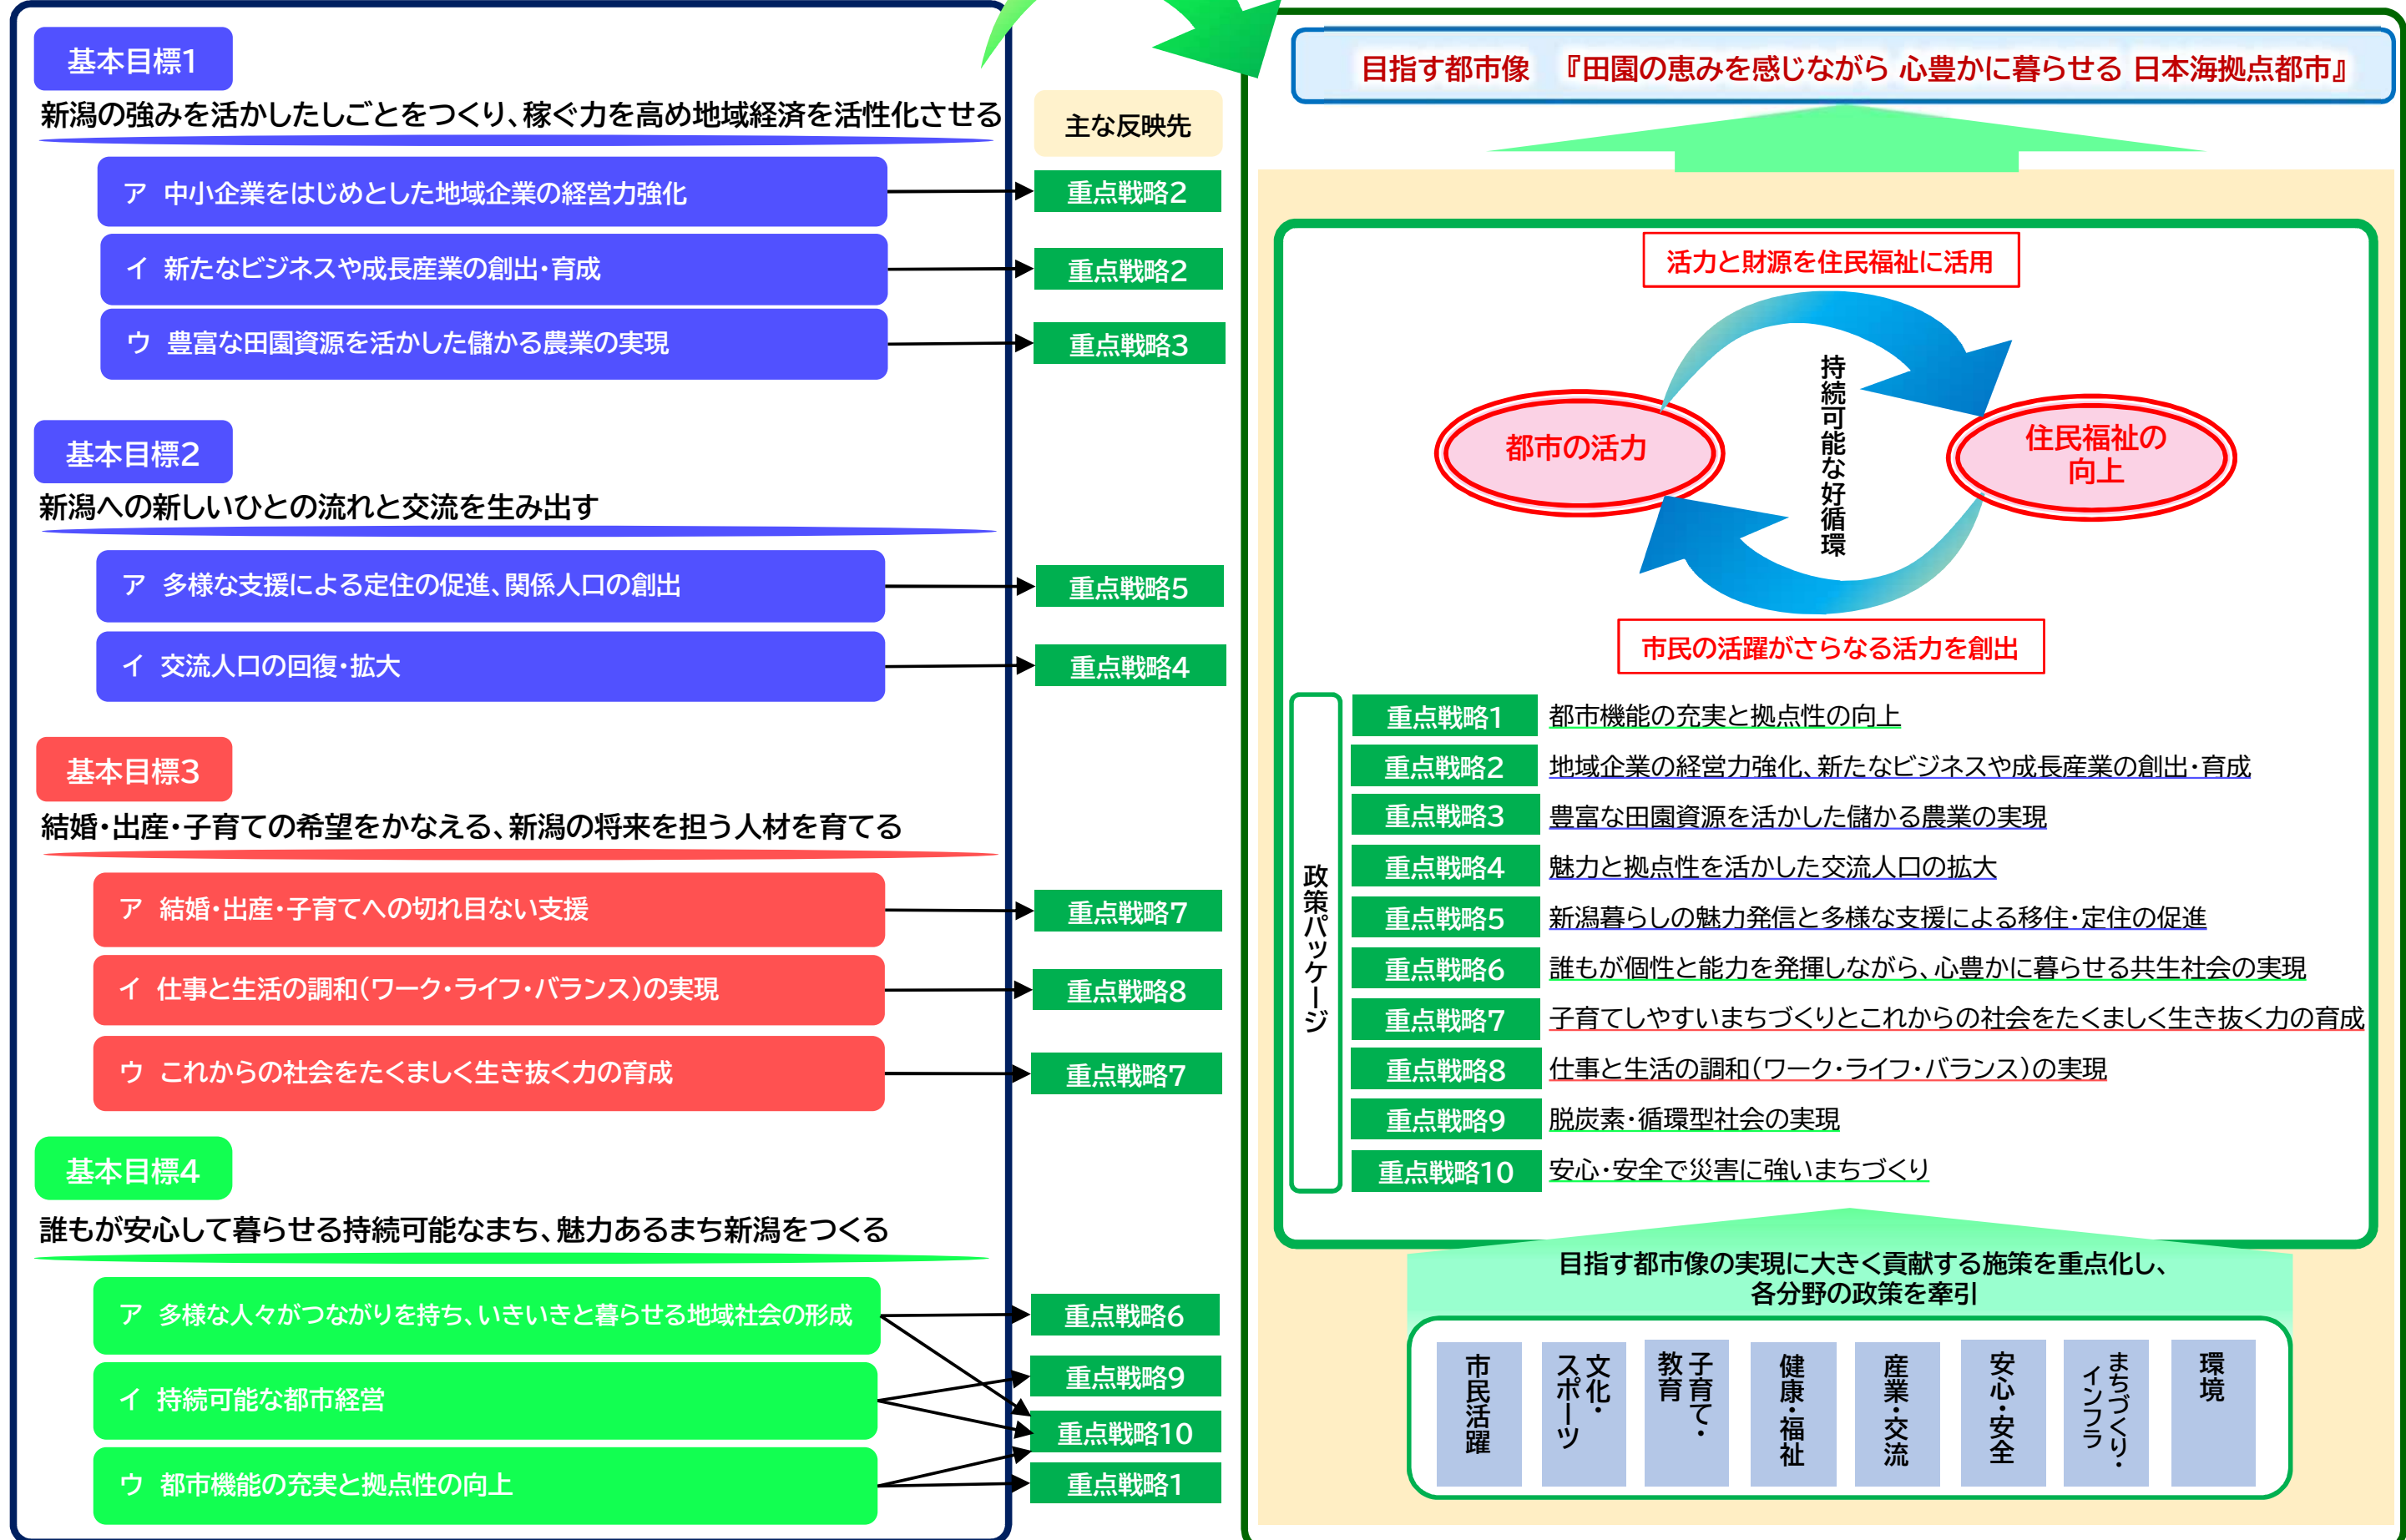 基本目標1
新潟の強みを活かしたしごとをつくり、稼ぐ力を高め地域経済を活性化させる
ア 中小企業をはじめとした地域企業の経営力強化
イ 新たなビジネスや成長産業の創出・育成
ウ 豊富な田園資源を活かした儲かる農業の実現
基本目標2
新潟への新しいひとの流れと交流を生み出す
ア 多様な支援による定住の促進、関係人口の創出
イ 交流人口の回復・拡大
基本目標3
結婚・出産・子育ての希望をかなえる、新潟の将来を担う人材を育てる
ア 結婚・出産・子育てへの切れ目ない支援
イ 仕事と生活の調和（ワーク・ライフ・バランス）の実現
ウ これからの社会をたくましく生き抜く力の育成
基本目標4
誰もが安心して暮らせる持続可能なまち、魅力あるまち新潟をつくる
ア 多様な人々がつながりを持ち、いきいきと暮らせる地域社会の形成
イ 持続可能な都市経営
ウ 都市機能の充実と拠点性の向上
主な反映先
重点戦略2
重点戦略2
重点戦略3
重点戦略5
重点戦略4
重点戦略7
重点戦略8
重点戦略7
重点戦略6
重点戦略9
重点戦略10
重点戦略1
目指す都市像 『田園の恵みを感じながら 心豊かに暮らせる 日本海拠点都市』
活力と財源を住民福祉に活用
都市の活力
持続可能な好循環
住民福祉の
向上
市民の活躍がさらなる活力を創出
政策パッケージ
重点戦略1 都市機能の充実と拠点性の向上
重点戦略2 地域企業の経営力強化、新たなビジネスや成長産業の創出・育成
重点戦略3 豊富な田園資源を活かした儲かる農業の実現
重点戦略4 魅力と拠点性を活かした交流人口の拡大
重点戦略5 新潟暮らしの魅力発信と多様な支援による移住・定住の促進
重点戦略6 誰もが個性と能力を発揮しながら、心豊かに暮らせる共生社会の実現
重点戦略7 子育てしやすいまちづくりとこれからの社会をたくましく生き抜く力の育成
重点戦略8 仕事と生活の調和（ワーク・ライフ・バランス）の実現
重点戦略9 脱炭素・循環型社会の実現
重点戦略10 安心・安全で災害に強いまちづくり
目指す都市像の実現に大きく貢献する施策を重点化し、
各分野の政策を牽引
市民活躍
文化・
スポーツ
子育て・
教育
健康・福祉
産業・交流
安心・安全
まちづくり・
インフラ
環境